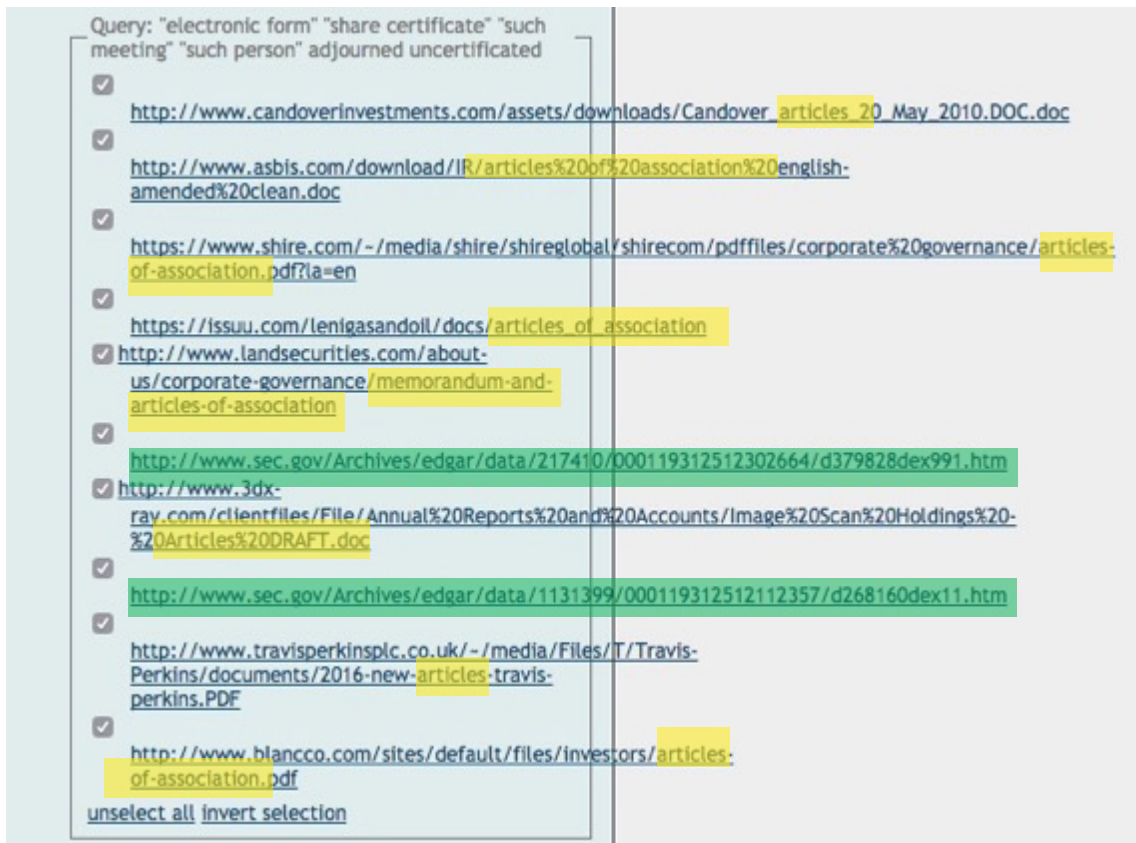 Query: "electronic form" "share certificate" "such
meeting" "such person" adjourned uncertificated
http://www.candoverinvestments.com/assets/downloads/Candover_articles_20_May_2010.DOC.doc
http://www.asbis.com/download/IR/articles%20of%20association%20english-
amended%20clean.doc
https://www.shire.com/~/media/shire/shireglobal/shirecom/pdffiles/corporate%20governance/articles-
of-association.pdf?la=en
https://issuu.com/lenigasandoil/docs/articles_of_association
http://www.landsecurities.com/about-
us/corporate-governance/memorandum-and-
articles-of-association
http://www.sec.gov/Archives/edgar/data/217410/000119312512302664/d379828dex991.htm
http://www.3dx-
ray.com/clientfiles/File/Annual%20Reports%20and%20Accounts/Image%20Scan%20Holdings%20-
%20Articles%20DRAFT.doc
http://www.sec.gov/Archives/edgar/data/1131399/000119312512112357/d268160dex11.htm
http://www.travisperkinsplc.co.uk/~/media/Files/T/Travis-
Perkins/documents/2016-new-articles-travis-
perkins.PDF
http://www.blancco.com/sites/default/files/investors/articles-
of-association.pdf
unselect all invert selection